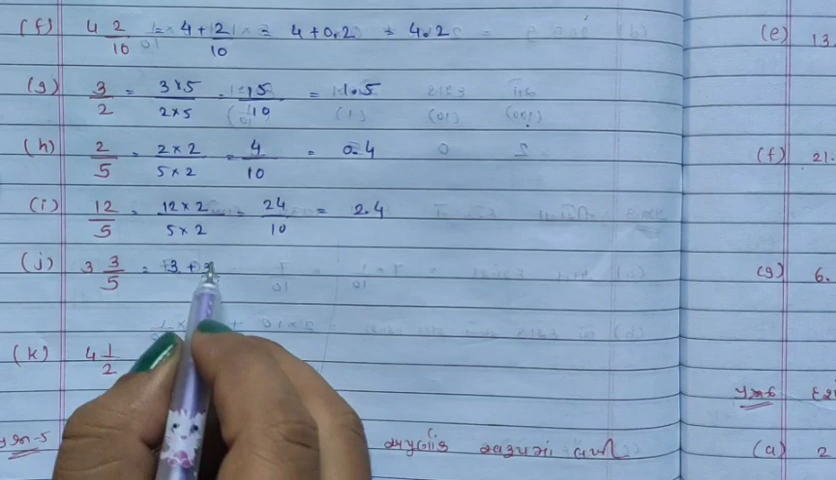 (f) 4 2/10 = 4 + 2/10 = 4 + 0.2 = 4.2
(g) 3/2 = 3×5/2×5 = 15/10 = 1.5
(h) 2/5 = 2×2/5×2 = 4/10 = 0.4
(i) 12/5 = 12×2/5×2 = 24/10 = 2.4
(j) 3 3/5 = 3 + 3
(k) 4 1/2
(e) 13.
(f) 21.
(g) 6.
(a) 2